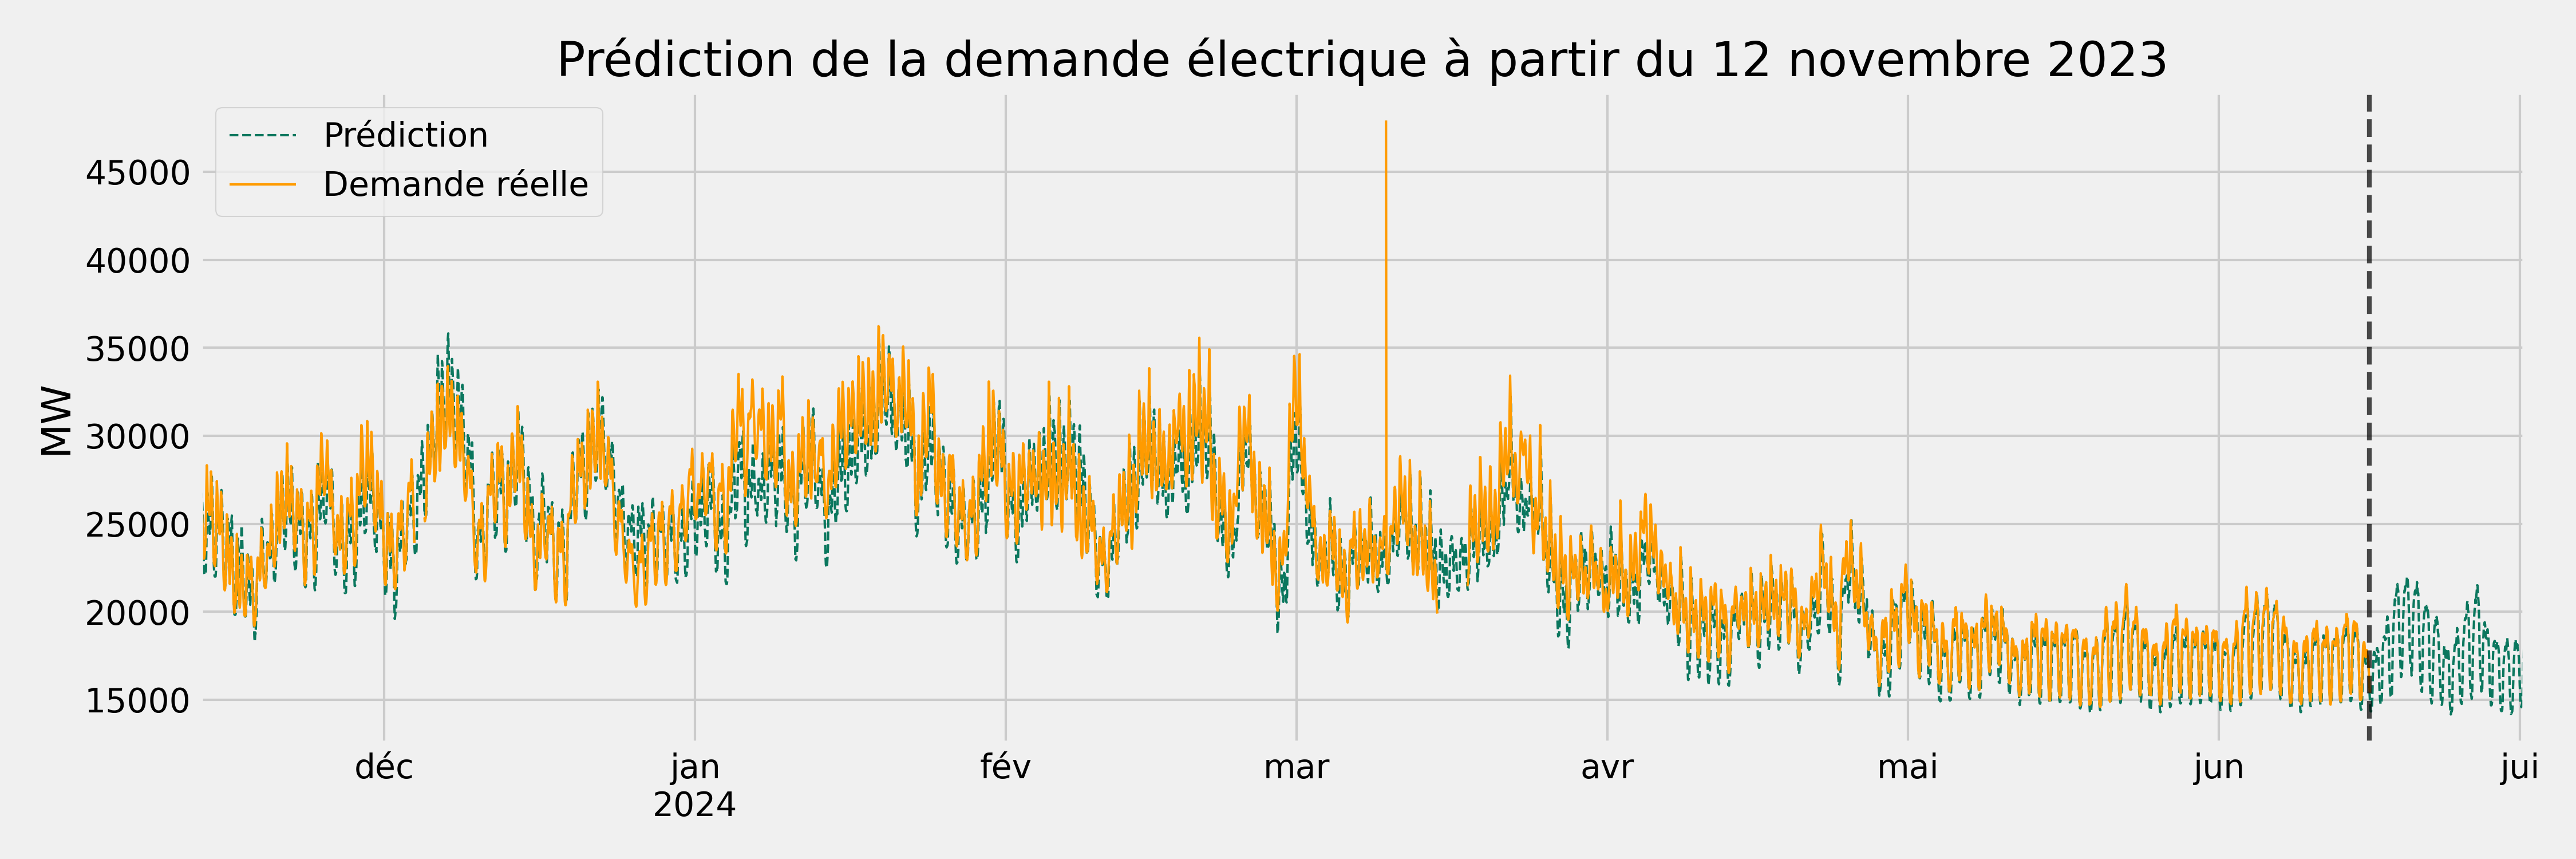 Prédiction de la demande électrique à partir du 12 novembre 2023
Prédiction
Demande réelle
MW
45000
40000
35000
30000
25000
20000
15000
déc
jan
2024
fév
mar
avr
mai
jun
jui